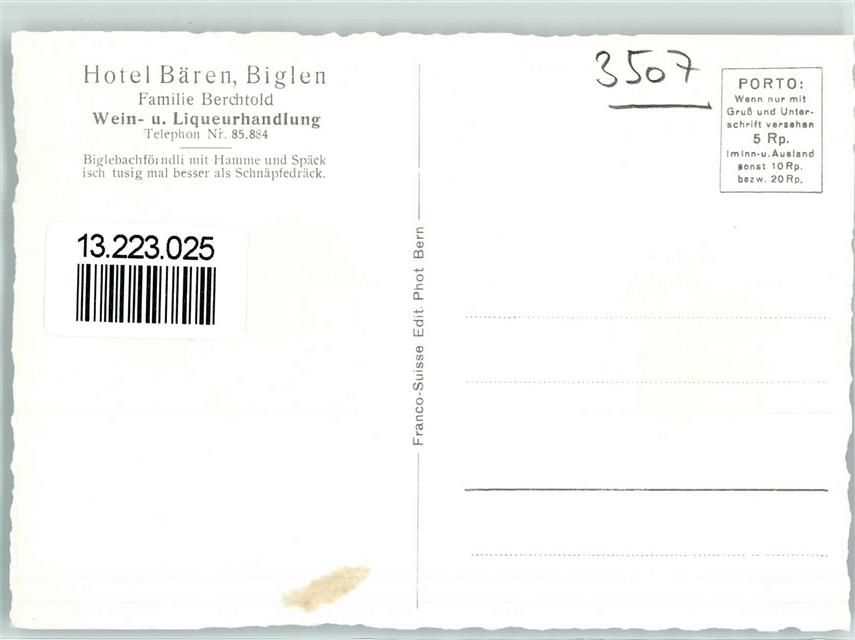 Hotel Bären, Biglen
Familie Berchtold
Wein- u. Liqueurhandlung
Telephon Nr. 85.884
Biglebachförndli mit Hamme und Späck
isch tusig mal besser als Schnäpfedräck.
13.223.025
Franco-Suisse Edit. Phot Bern
3507
PORTO:
Wenn nur mit
Gruß und Unter-
schrift versehen
5 Rp.
Im Inn-u. Ausland
sonst 10 Rp.
bezw. 20 Rp.